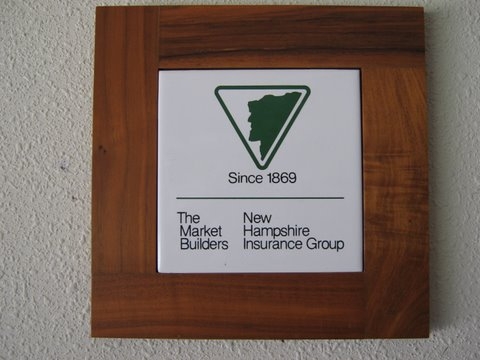 Since 1869
The New
Market Hampshire
Builders Insurance Group